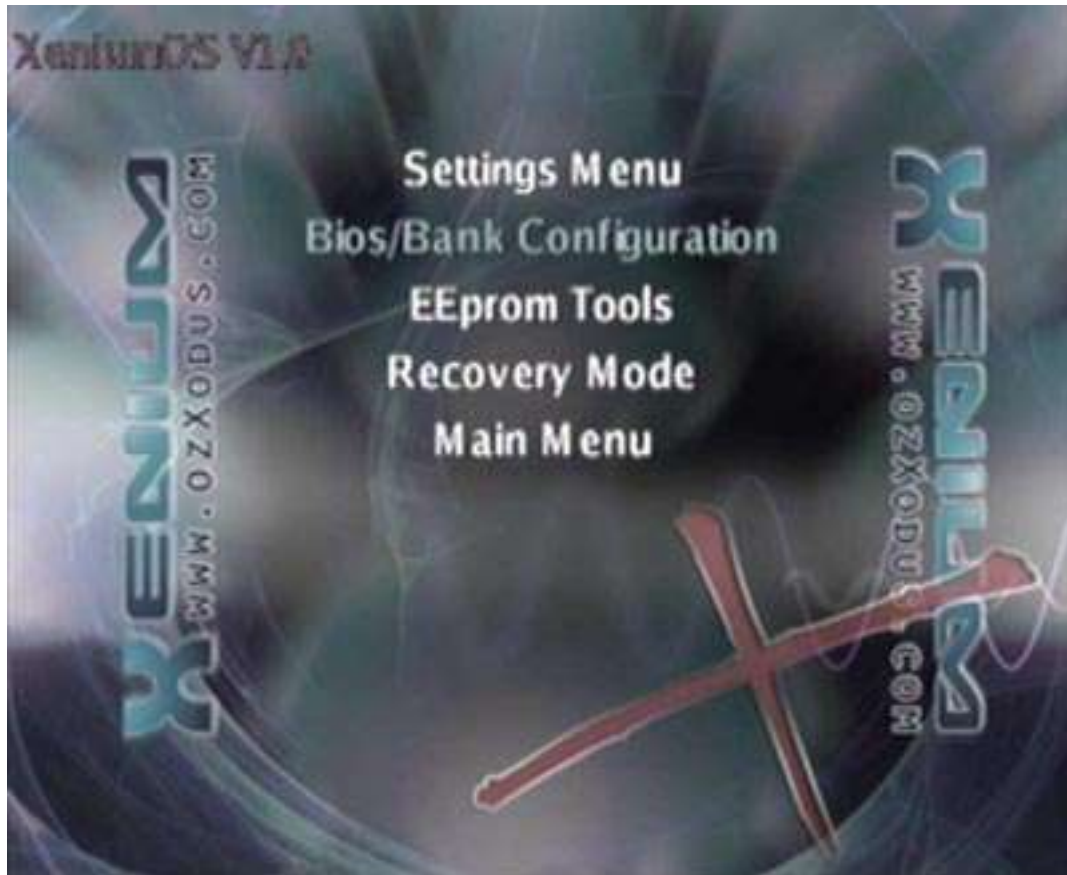 XeniumOS V1.0
Settings Menu
Bios/Bank Configuration
EEprom Tools
Recovery Mode
Main Menu
XENIUM
WWW.OZXODUS.COM
XENIUM
WWW.OZXODUS.COM